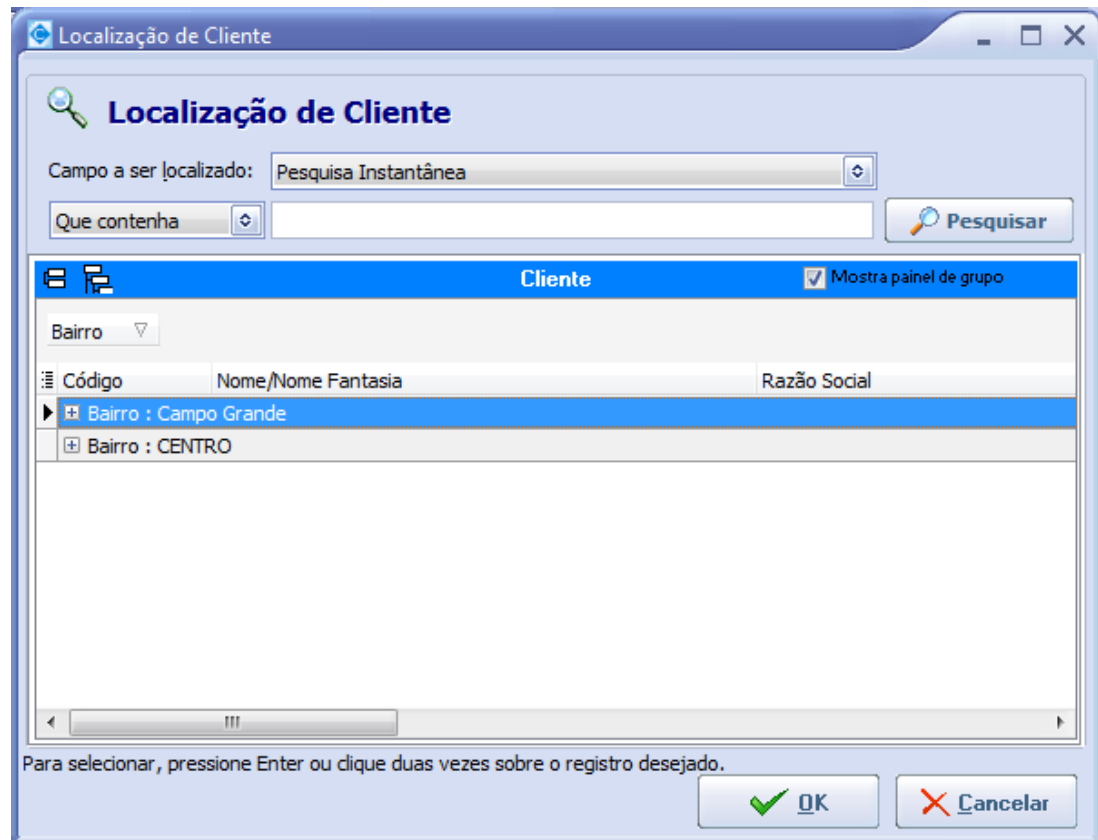 Localização de Cliente
Localização de Cliente
Campo a ser localizado: Pesquisa Instantânea
Que contenha Pesquisar
Cliente Mostra painel de grupo
Bairro
Código Nome/Nome Fantasia Razão Social
Bairro : Campo Grande
Bairro : CENTRO
Para selecionar, pressione Enter ou clique duas vezes sobre o registro desejado.
OK Cancelar